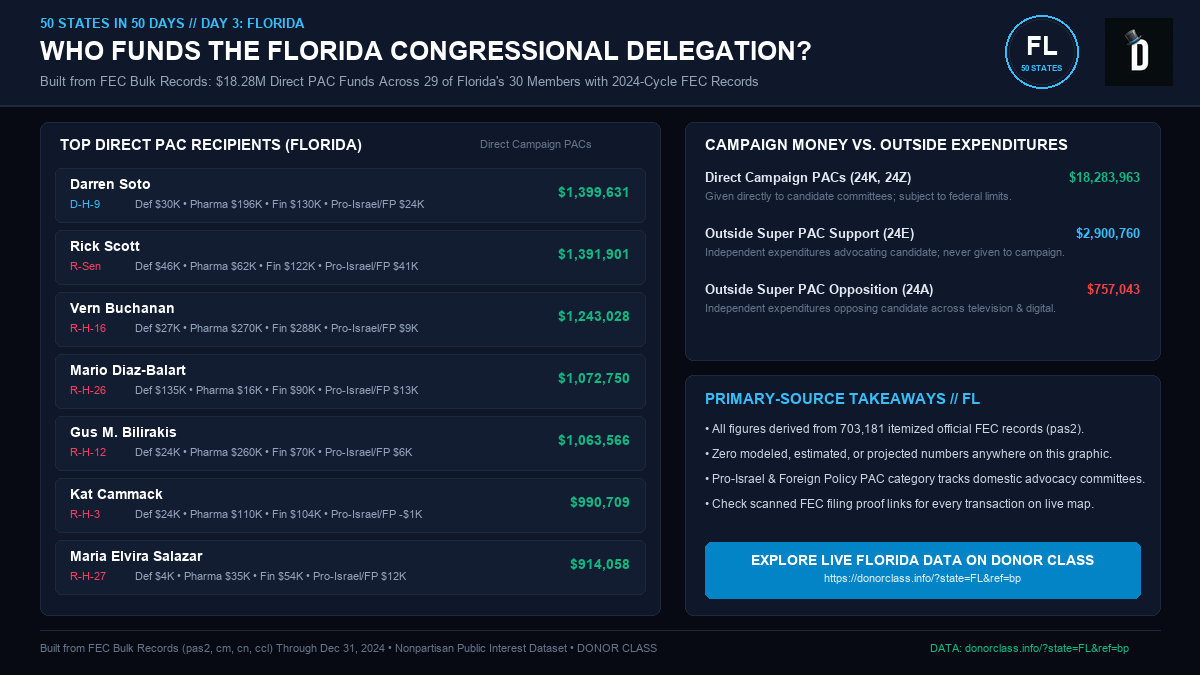 50 STATES IN 50 DAYS // DAY 3: FLORIDA
WHO FUNDS THE FLORIDA CONGRESSIONAL DELEGATION?
Built from FEC Bulk Records: $18.28M Direct PAC Funds Across 29 of Florida's 30 Members with 2024-Cycle FEC Records
FL
50 STATES
D
TOP DIRECT PAC RECIPIENTS (FLORIDA)
Direct Campaign PACs
Darren Soto
$1,399,631
D-H-9 Def $30K • Pharma $196K • Fin $130K • Pro-Israel/FP $24K
Rick Scott
$1,391,901
R-Sen Def $46K • Pharma $62K • Fin $122K • Pro-Israel/FP $41K
Vern Buchanan
$1,243,028
R-H-16 Def $27K • Pharma $270K • Fin $288K • Pro-Israel/FP $9K
Mario Diaz-Balart
$1,072,750
R-H-26 Def $135K • Pharma $16K • Fin $90K • Pro-Israel/FP $13K
Gus M. Bilirakis
$1,063,566
R-H-12 Def $24K • Pharma $260K • Fin $70K • Pro-Israel/FP $6K
Kat Cammack
$990,709
R-H-3 Def $24K • Pharma $110K • Fin $104K • Pro-Israel/FP -$1K
Maria Elvira Salazar
$914,058
R-H-27 Def $4K • Pharma $35K • Fin $54K • Pro-Israel/FP $12K
CAMPAIGN MONEY VS. OUTSIDE EXPENDITURES
Direct Campaign PACs (24K, 24Z) $18,283,963
Given directly to candidate committees; subject to federal limits.
Outside Super PAC Support (24E) $2,900,760
Independent expenditures advocating candidate; never given to campaign.
Outside Super PAC Opposition (24A) $757,043
Independent expenditures opposing candidate across television & digital.
PRIMARY-SOURCE TAKEAWAYS // FL
• All figures derived from 703,181 itemized official FEC records (pas2).
• Zero modeled, estimated, or projected numbers anywhere on this graphic.
• Pro-Israel & Foreign Policy PAC category tracks domestic advocacy committees.
• Check scanned FEC filing proof links for every transaction on live map.
EXPLORE LIVE FLORIDA DATA ON DONOR CLASS
https://donorclass.info/?state=FL&ref=bp
Built from FEC Bulk Records (pas2, cm, cn, ccl) Through Dec 31, 2024 • Nonpartisan Public Interest Dataset • DONOR CLASS
DATA: donorclass.info/?state=FL&ref=bp